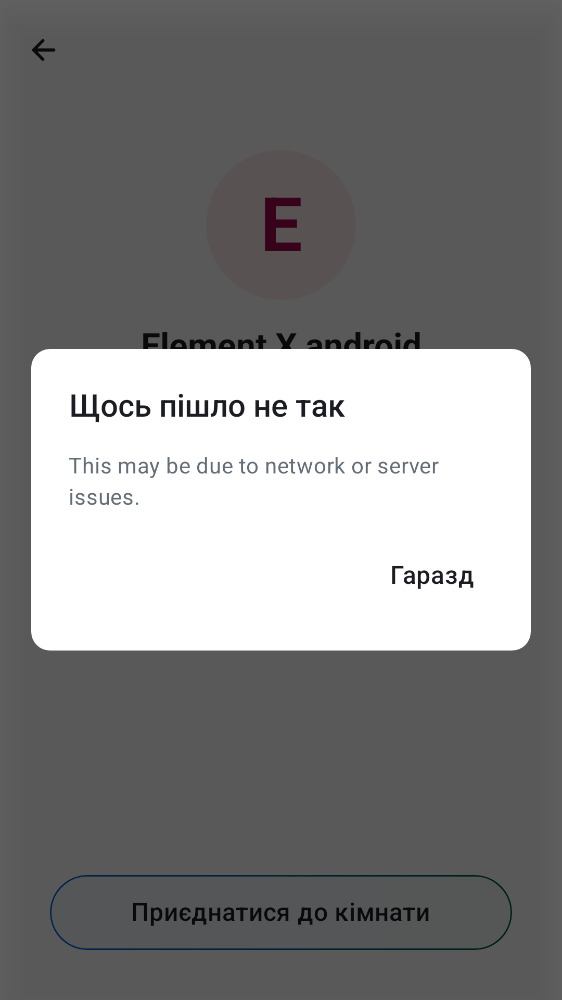 E
Element X android
Щось пішло не так
This may be due to network or server
issues.
Гаразд
Приєднатися до кімнати